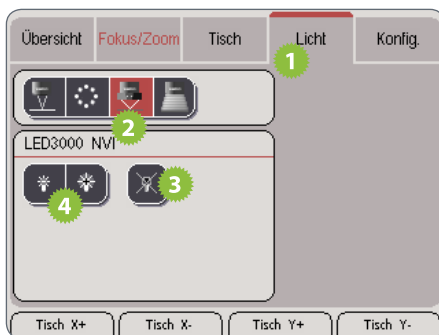 Übersicht Fokus/Zoom Tisch Licht Konfig.
1
2
LED3000 NVI
3
4
Tisch X+ Tisch X- Tisch Y+ Tisch Y-